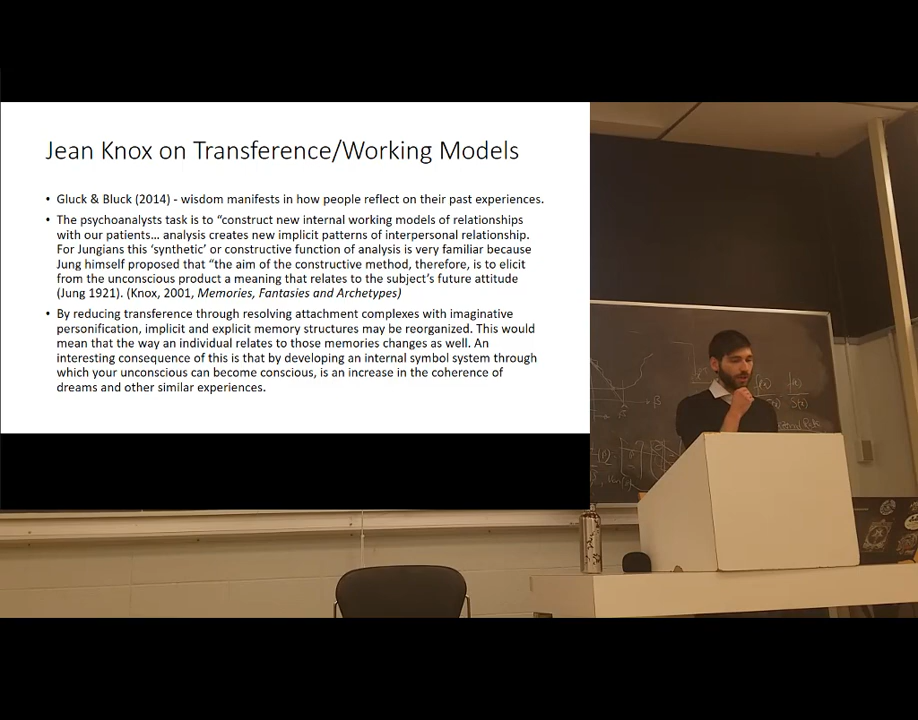 Jean Knox on Transference/Working Models
• Gluck & Bluck (2014) - wisdom manifests in how people reflect on their past experiences.
• The psychoanalysts task is to “construct new internal working models of relationships
with our patients… analysis creates new implicit patterns of interpersonal relationship.
For Jungians this ‘synthetic’ or constructive function of analysis is very familiar because
Jung himself proposed that “the aim of the constructive method, therefore, is to elicit
from the unconscious product a meaning that relates to the subject’s future attitude
(Jung 1921). (Knox, 2001, Memories, Fantasies and Archetypes)
• By reducing transference through resolving attachment complexes with imaginative
personification, implicit and explicit memory structures may be reorganized. This would
mean that the way an individual relates to those memories changes as well. An
interesting consequence of this is that by developing an internal symbol system through
which your unconscious can become conscious, is an increase in the coherence of
dreams and other similar experiences.
β